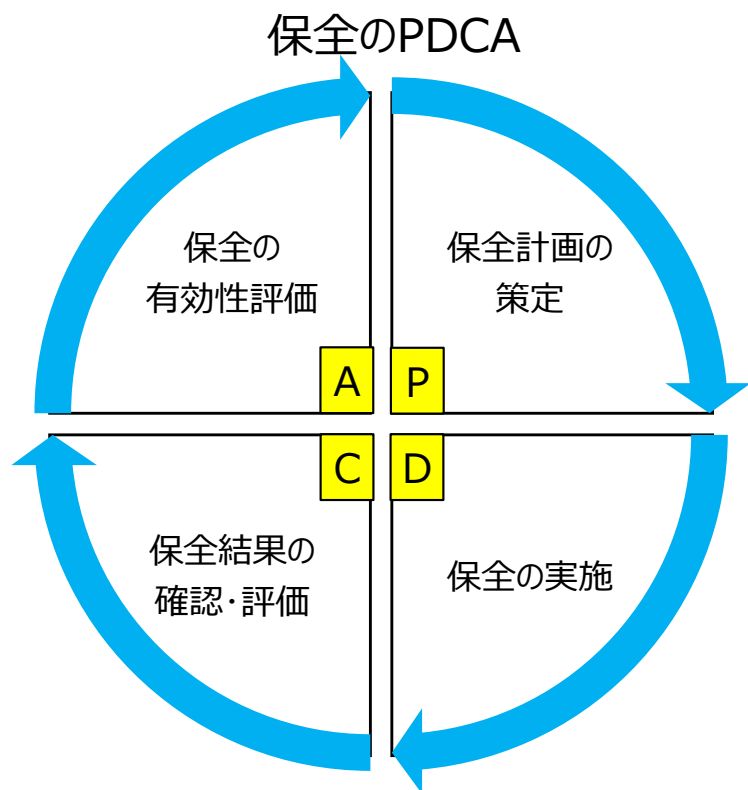 保全のPDCA
保全の
有効性評価
A
保全計画の
策定
P
保全結果の
確認・評価
C
保全の実施
D